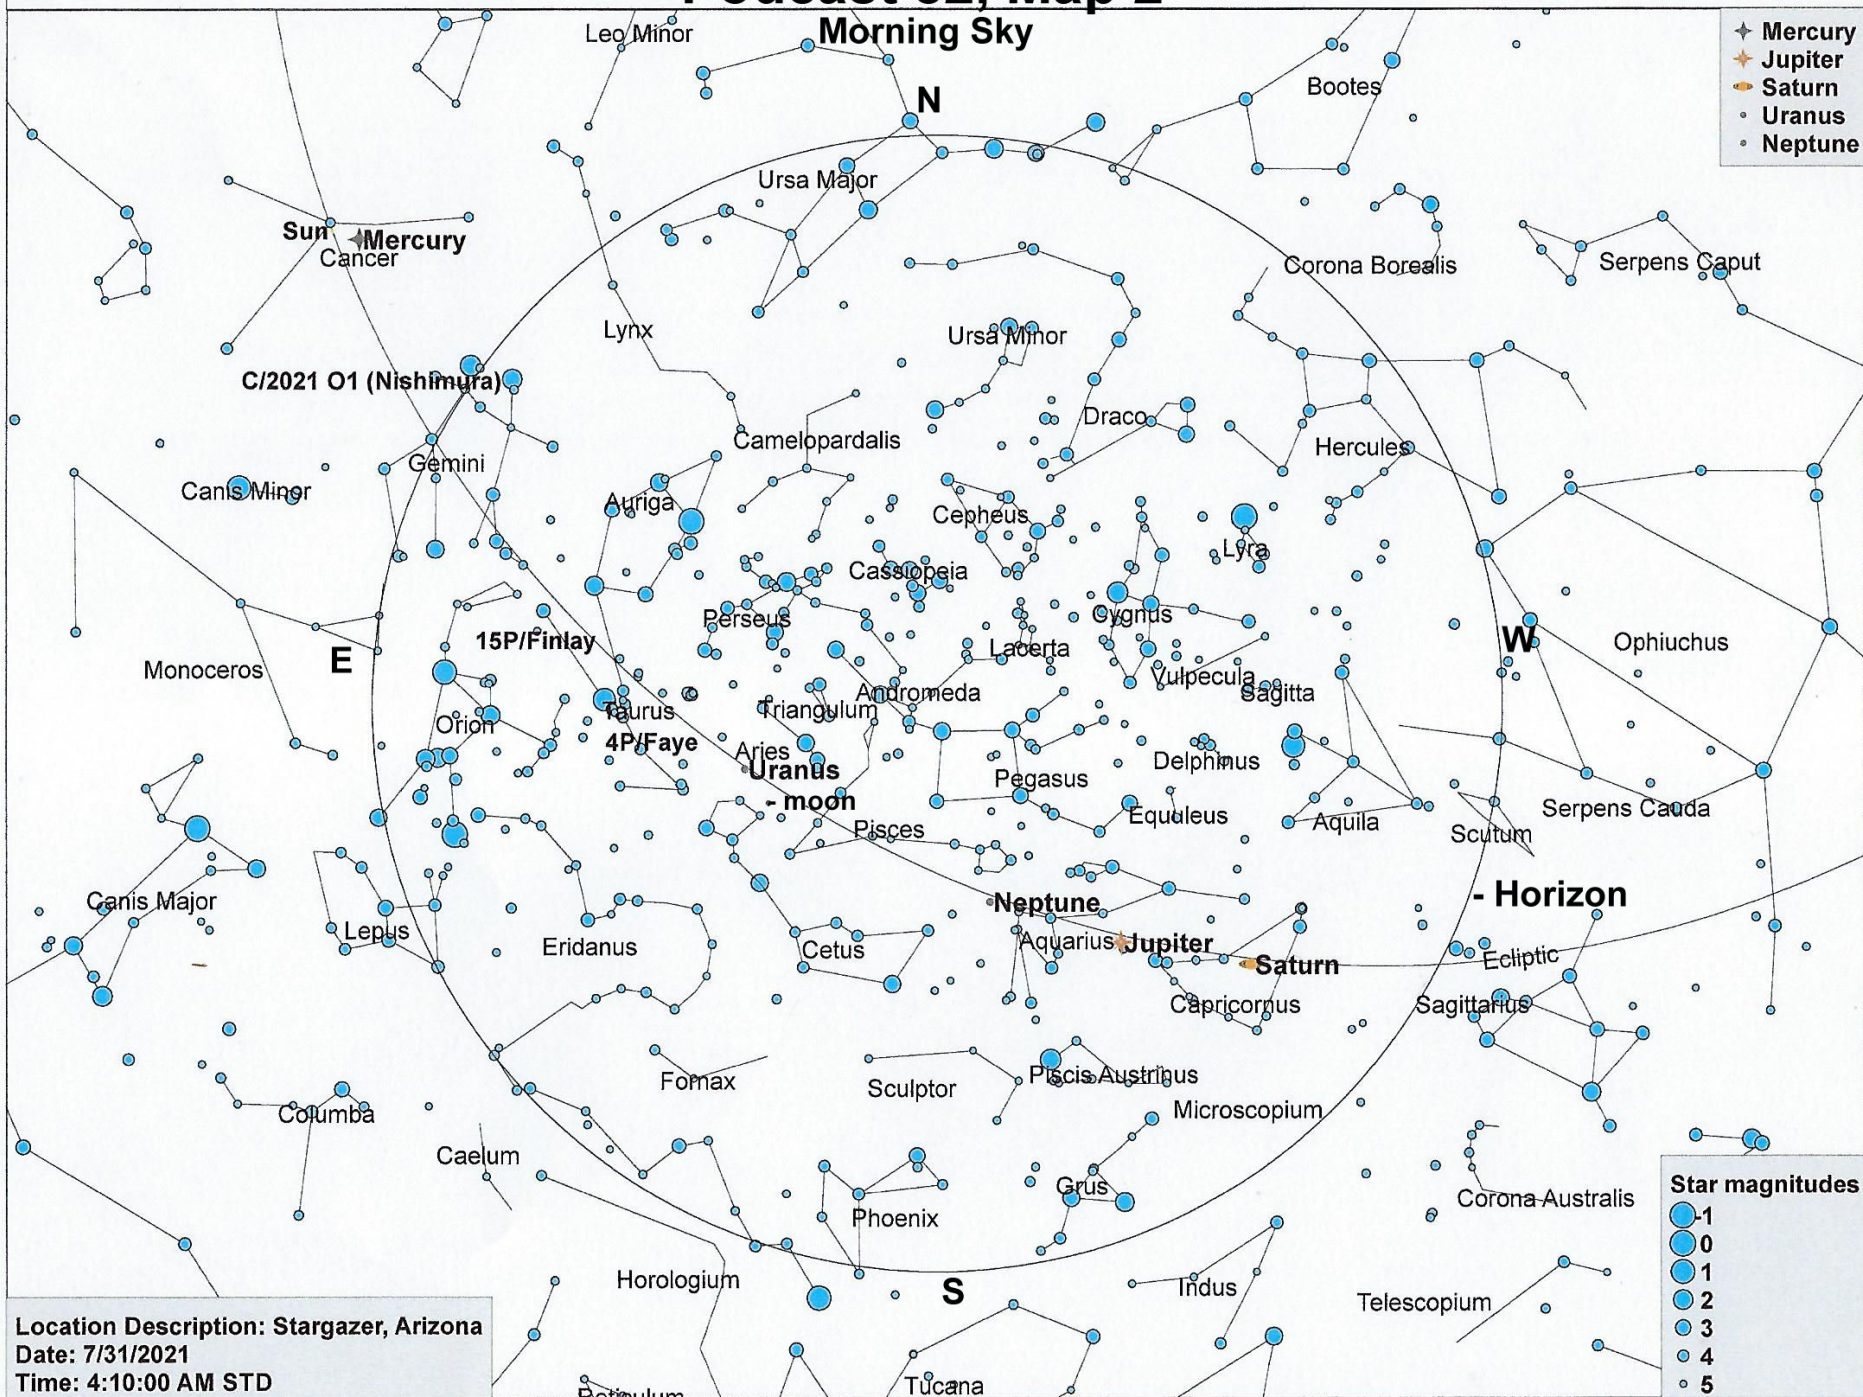 Podcast 32, Map 2
Morning Sky
Mercury
Jupiter
Saturn
Uranus
Neptune
Leo Minor
N
Bootes
Ursa Major
Sun
Mercury
Cancer
Corona Borealis
Serpens Caput
Lynx
Ursa Minor
C/2021 O1 (Nishimura)
Draco
Camelopardalis
Hercules
Gemini
Canis Minor
Auriga
Cepheus
Lyra
Cassiopeia
Perseus
Cygnus
15P/Finlay
Lacerta
W
Ophiuchus
E
Monoceros
Vulpecula
Sagitta
Andromeda
Taurus
Triangulum
Orion
4P/Faye
Aries
Delphinus
Uranus
Pegasus
- moon
Equuleus
Serpens Cauda
Pisces
Aquila
Scutum
- Horizon
Canis Major
Neptune
Lepus
Aquarius
Jupiter
Eridanus
Cetus
Ecliptic
Saturn
Capricornus
Sagittarius
Fornax
Sculptor
Piscis Austrinus
Microscopium
Columba
Caelum
Grus
Corona Australis
Phoenix
Horologium
S
Indus
Telescopium
Reticulum
Tucana
Star magnitudes
-1
0
1
2
3
4
5
Location Description: Stargazer, Arizona
Date: 7/31/2021
Time: 4:10:00 AM STD